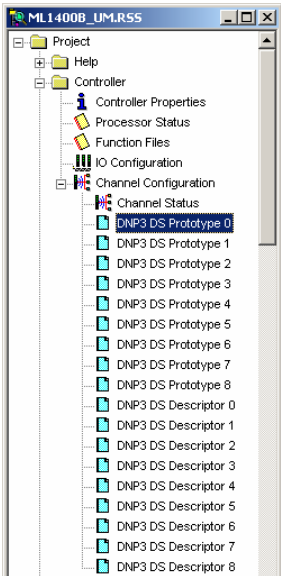 ML1400B_UM.RSS
Project
Help
Controller
Controller Properties
Processor Status
Function Files
IO Configuration
Channel Configuration
Channel Status
DNP3 DS Prototype 0
DNP3 DS Prototype 1
DNP3 DS Prototype 2
DNP3 DS Prototype 3
DNP3 DS Prototype 4
DNP3 DS Prototype 5
DNP3 DS Prototype 6
DNP3 DS Prototype 7
DNP3 DS Prototype 8
DNP3 DS Descriptor 0
DNP3 DS Descriptor 1
DNP3 DS Descriptor 2
DNP3 DS Descriptor 3
DNP3 DS Descriptor 4
DNP3 DS Descriptor 5
DNP3 DS Descriptor 6
DNP3 DS Descriptor 7
DNP3 DS Descriptor 8